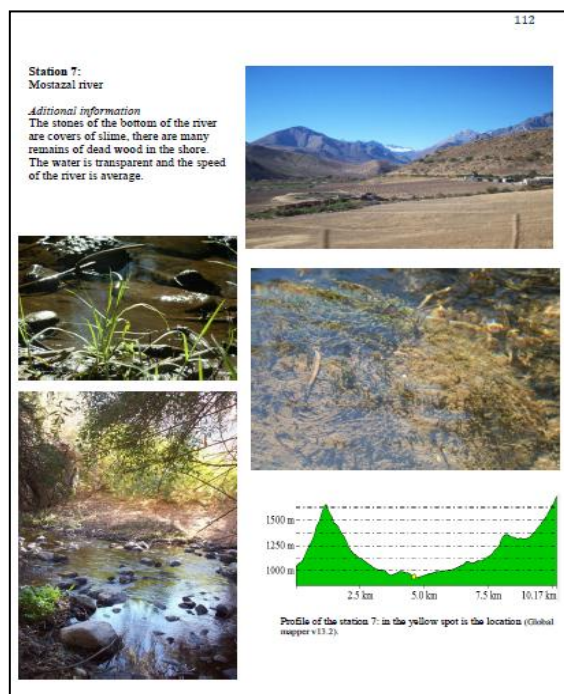 112
Station 7:
Mostazal river
Aditional information
The stones of the bottom of the river
are covers of slime, there are many
remains of dead wood in the shore.
The water is transparent and the speed
of the river is average.
1500 m
1250 m
1000 m
2.5 km
5.0 km
7.5 km
10.17 km
Profile of the station 7: in the yellow spot is the location (Global
mapper v13.2).